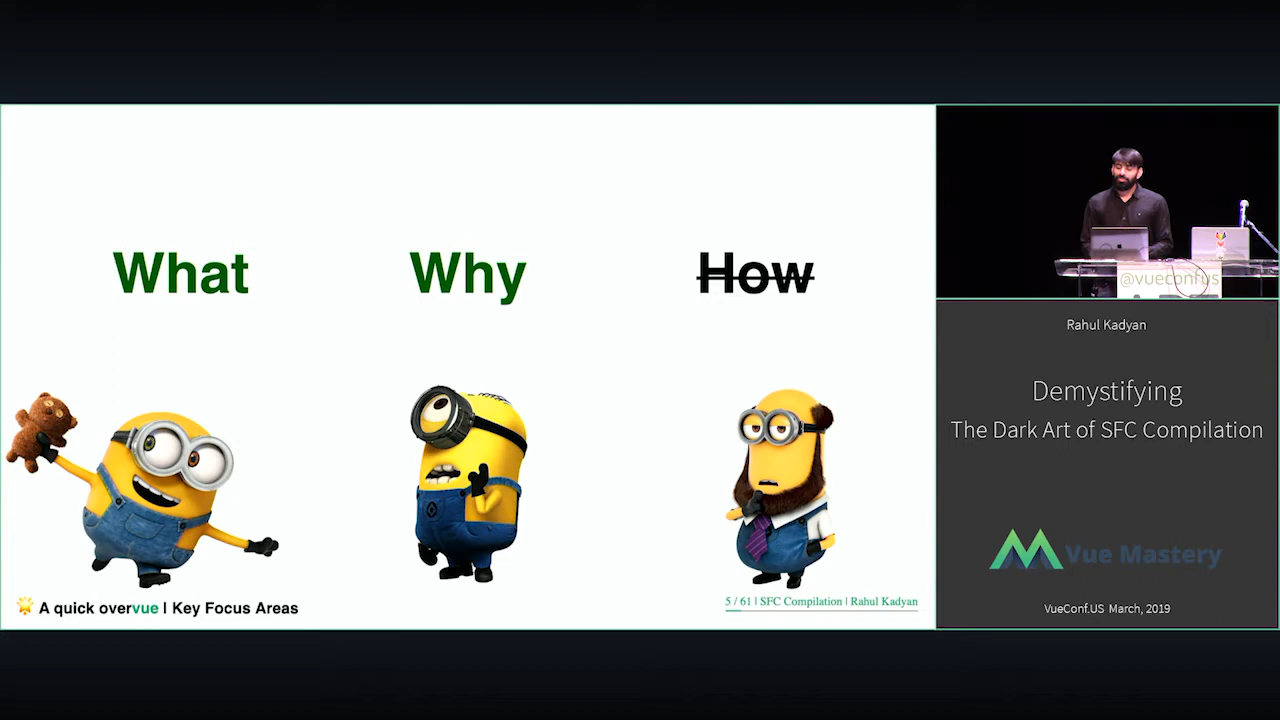 What
Why
How
🌟 A quick overvue | Key Focus Areas
5 / 61 | SFC Compilation | Rahul Kadyan
@vueconfus
Rahul Kadyan
Demystifying
The Dark Art of SFC Compilation
Vue Mastery
VueConf.US March, 2019